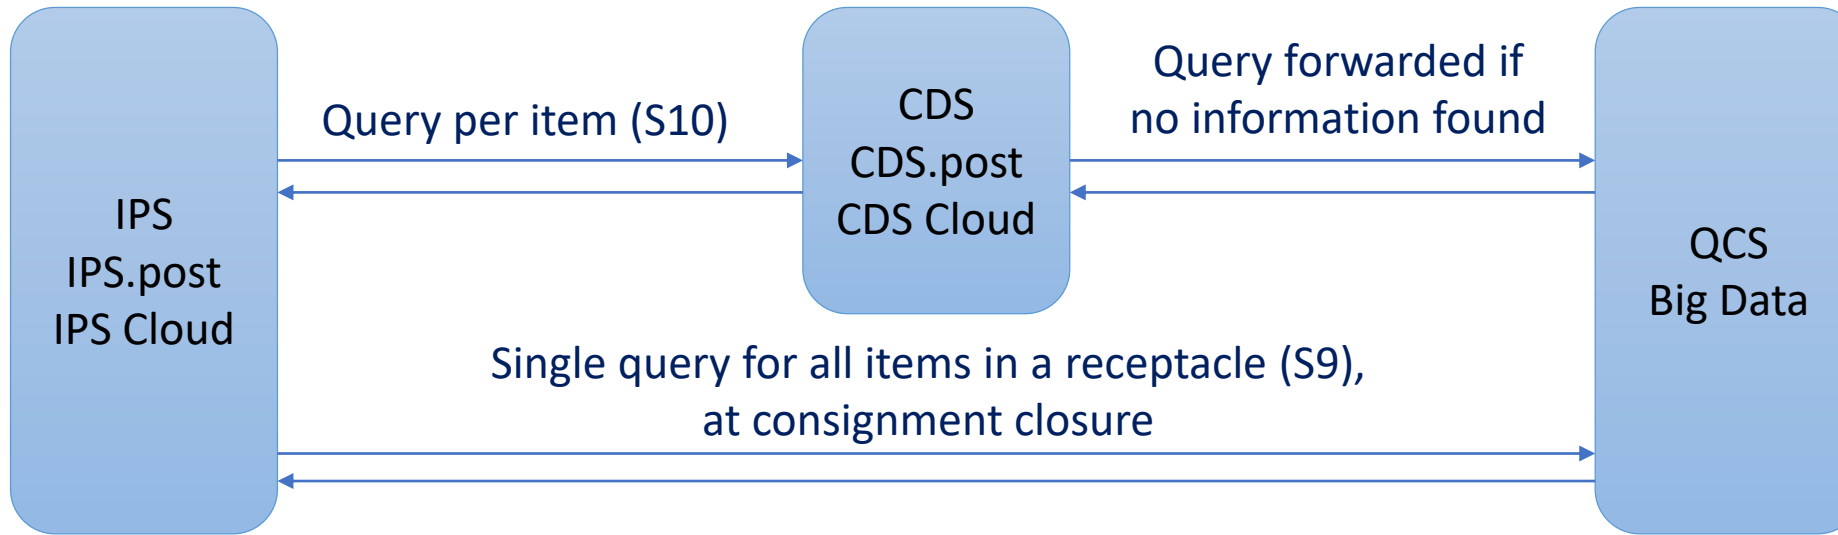 IPS
IPS.post
IPS Cloud
Query per item (S10)
CDS
CDS.post
CDS Cloud
Query forwarded if
no information found
QCS
Big Data
Single query for all items in a receptacle (S9),
at consignment closure